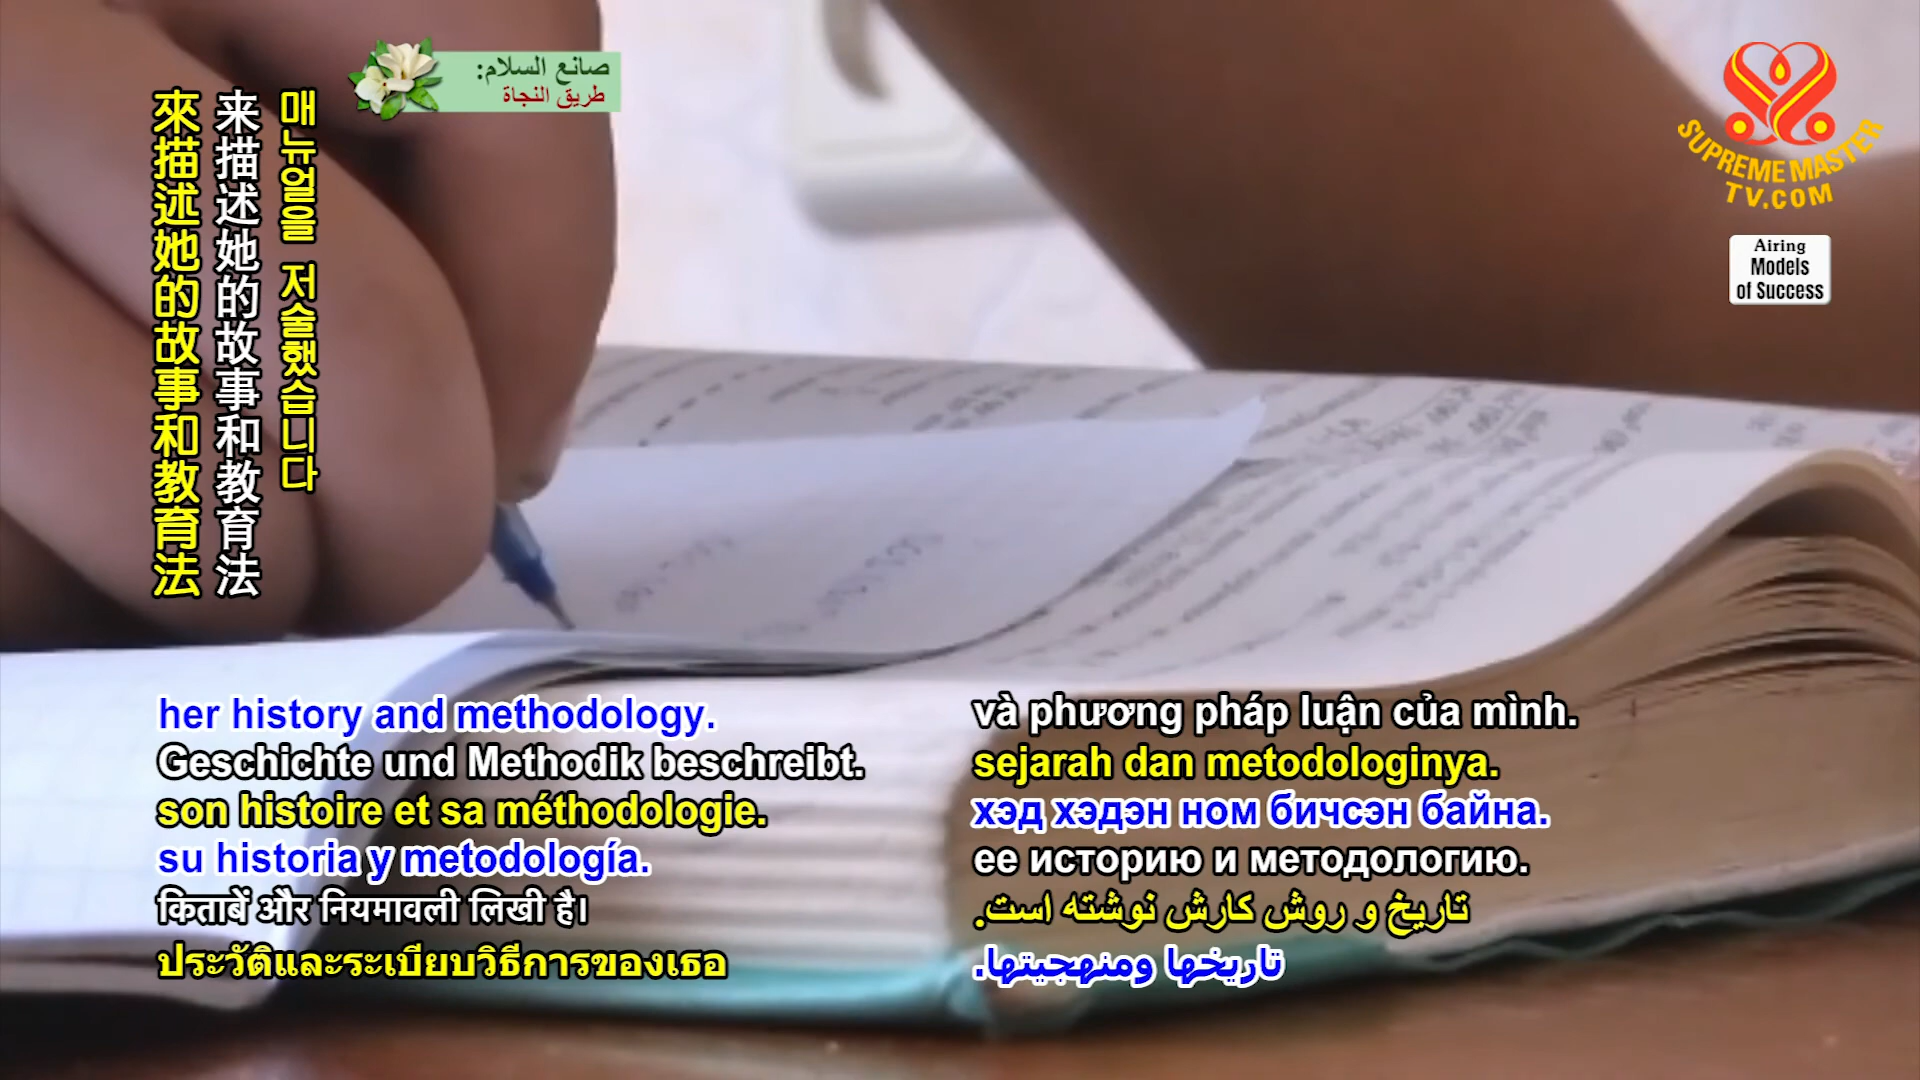 صانع السلام:
طريق النجاة
매뉴얼을 저술했습니다
来描述她的故事和教育法
來描述她的故事和教育法
SUPREME MASTER
TV.COM
Airing
Models
of Success
her history and methodology.
Geschichte und Methodik beschreibt.
son histoire et sa méthodologie.
su historia y metodología.
किताबें और नियमावली लिखी है।
ประวัติและระเบียบวิธีการของเธอ
và phương pháp luận của mình.
sejarah dan metodologinya.
хэд хэдэн ном бичсэн байна.
ее историю и методологию.
تاریخ و روش کارش نوشته است.
تاريخها ومنهجيتها.